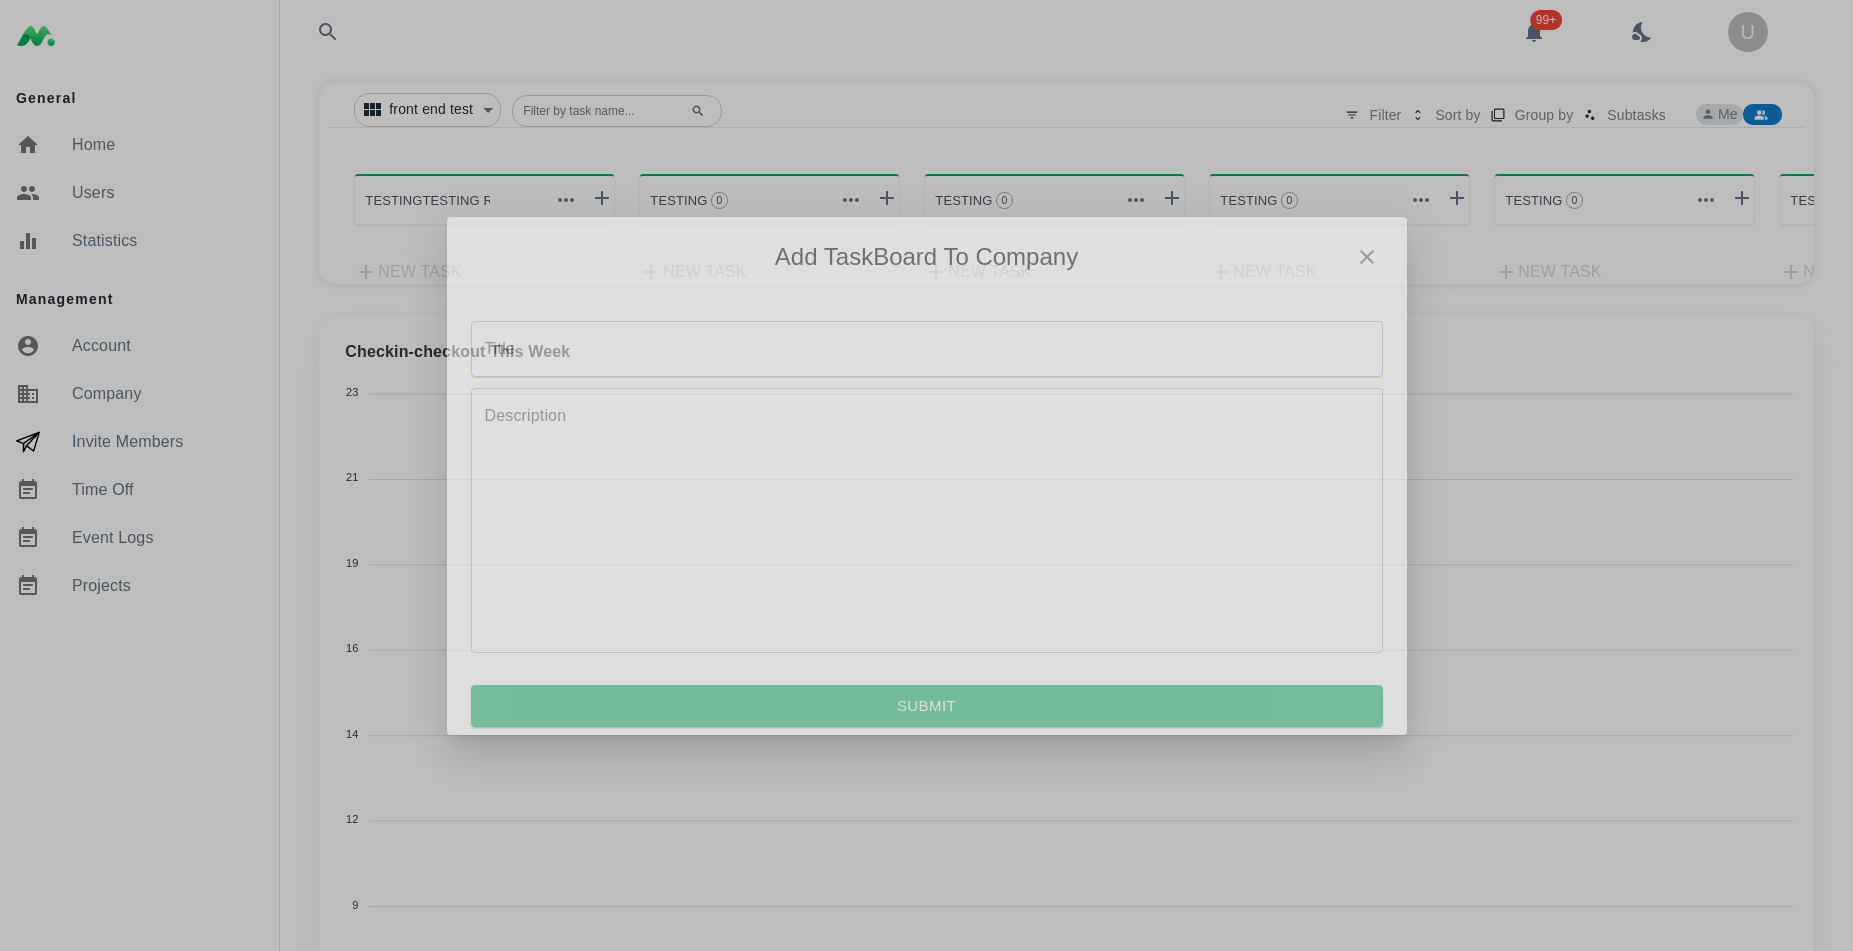 99+
U
General
Home
Users
Statistics
Management
Account
Company
Invite Members
Time Off
Event Logs
Projects
front end test
Filter by task name...
Filter
Sort by
Group by
Subtasks
Me
TESTINGTESTING R
TESTING 0
TESTING 0
TESTING 0
TESTING 0
TES
Add TaskBoard To Company
NEW TASK
NEW TASK
NEW TASK
NEW TASK
NEW TASK
N
Checkin-checkout This Week
Title
Description
SUBMIT
23
21
19
16
14
12
9